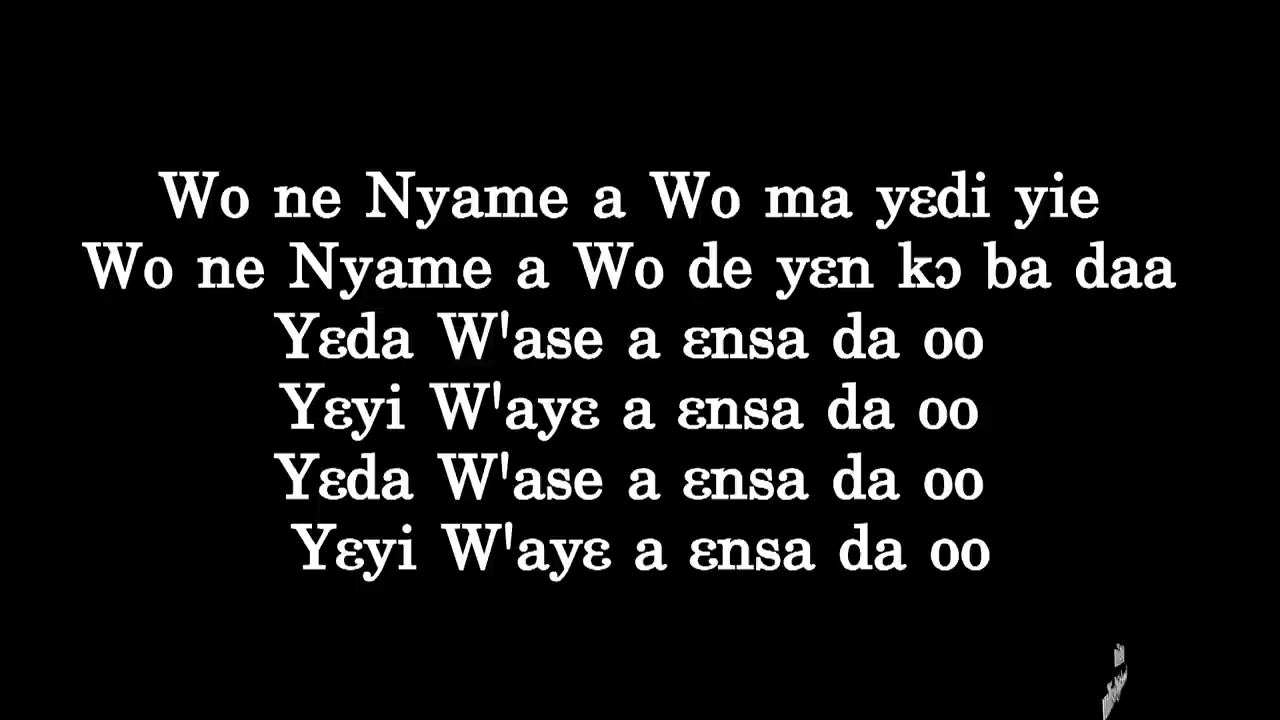 Wo ne Nyame a Wo ma yɛdi yie
Wo ne Nyame a Wo de yɛn kɔ ba daa
Yɛda W'ase a ɛnsa da oo
Yɛyi W'ayɛ a ɛnsa da oo
Yɛda W'ase a ɛnsa da oo
Yɛyi W'ayɛ a ɛnsa da oo